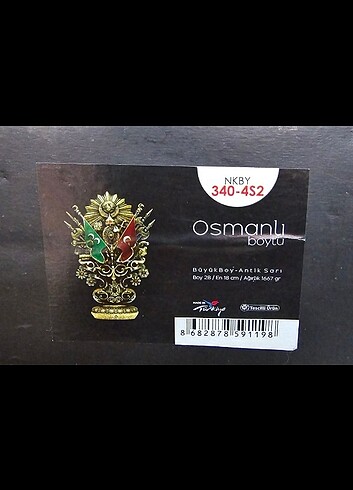 NKBY
340-4S2
Osmanlı
boylu
BüyükBoy-Antik Sarı
Boy 28 / En 18 cm / Ağırlık 1667 gr
MADE IN
Türkiye
Tescilli Ürün
8 682878 591198